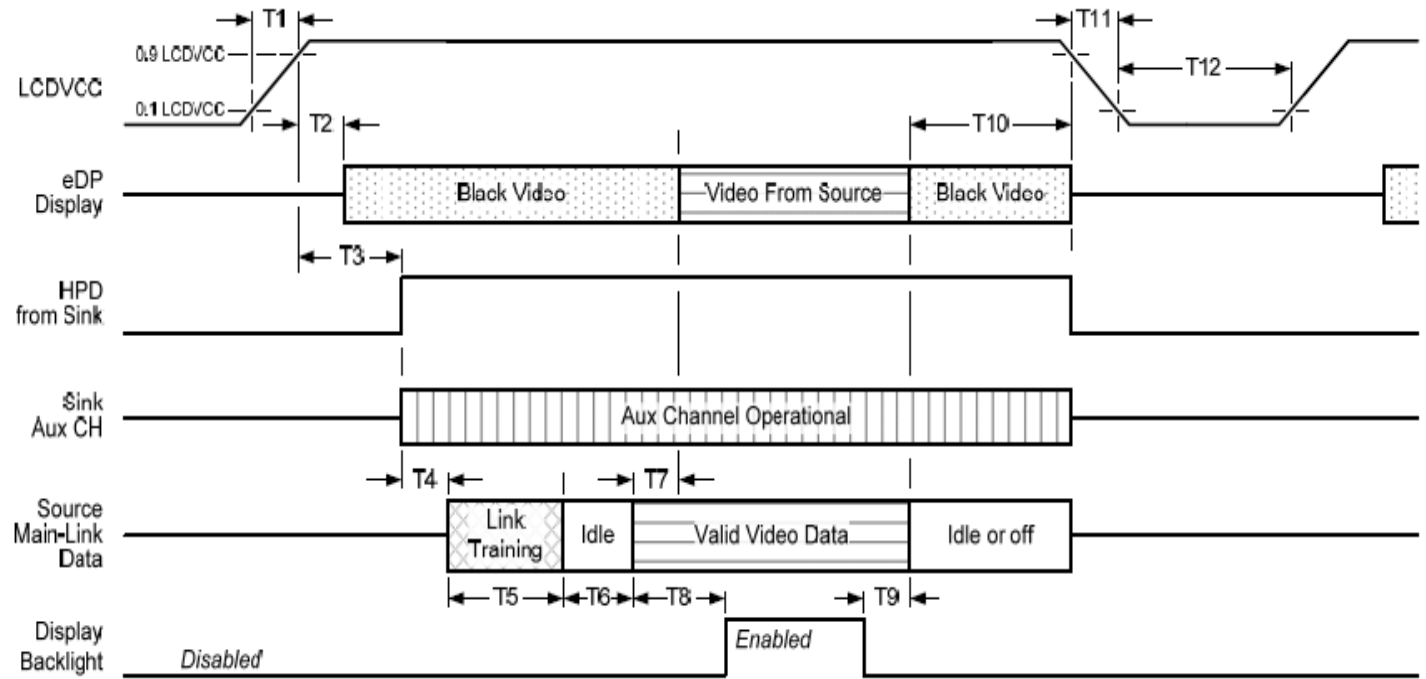 T1
T11
0.9 LCDVCC
T12
LCDVCC
0.1 LCDVCC
T2
T10
eDP
Display
Black Video
Video From Source
Black Video
T3
HPD
from Sink
Sink
Aux CH
Aux Channel Operational
T4
T7
Source
Main-Link
Data
Link
Training
Idle
Valid Video Data
Idle or off
T5
T6
T8
T9
Display
Backlight
Disabled
Enabled